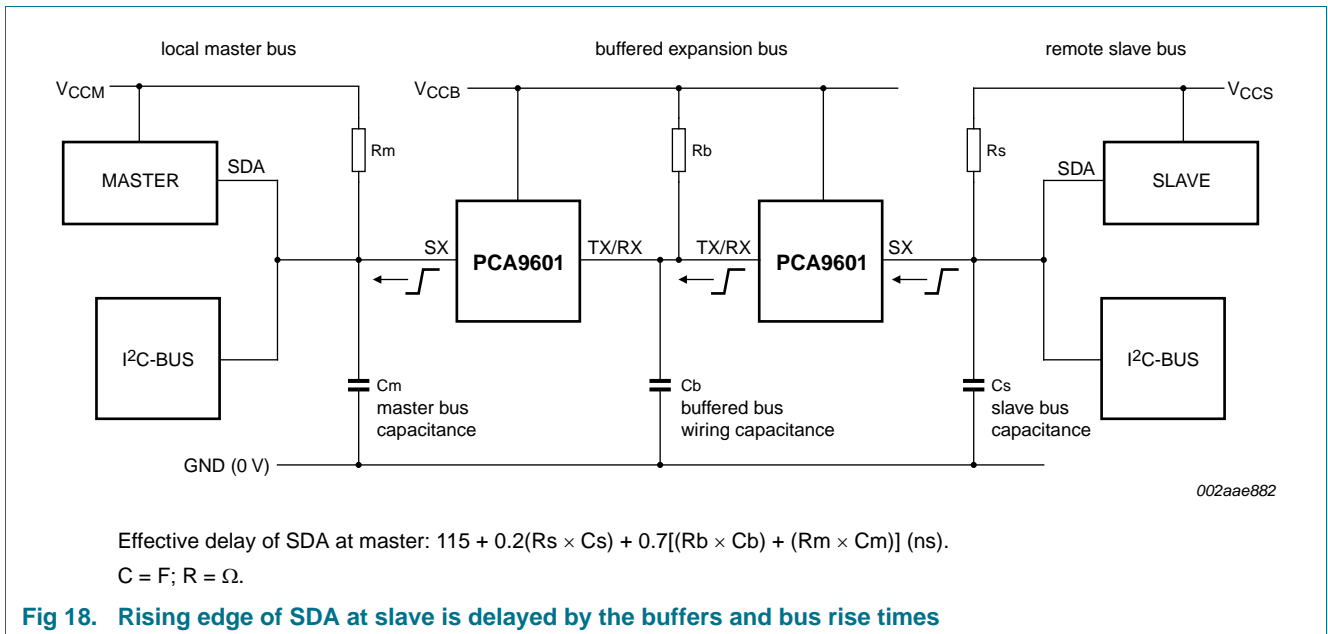 local master bus
buffered expansion bus
remote slave bus
VCCM
VCCB
VCCS
Rm
Rb
Rs
MASTER
SDA
SDA
SLAVE
SX
PCA9601
TX/RX
TX/RX
PCA9601
SX
I²C-BUS
I²C-BUS
Cm
master bus
capacitance
Cb
buffered bus
wiring capacitance
Cs
slave bus
capacitance
GND (0 V)
002aae882
Effective delay of SDA at master: 115 + 0.2(Rs × Cs) + 0.7[(Rb × Cb) + (Rm × Cm)] (ns).
C = F; R = Ω.
Fig 18. Rising edge of SDA at slave is delayed by the buffers and bus rise times